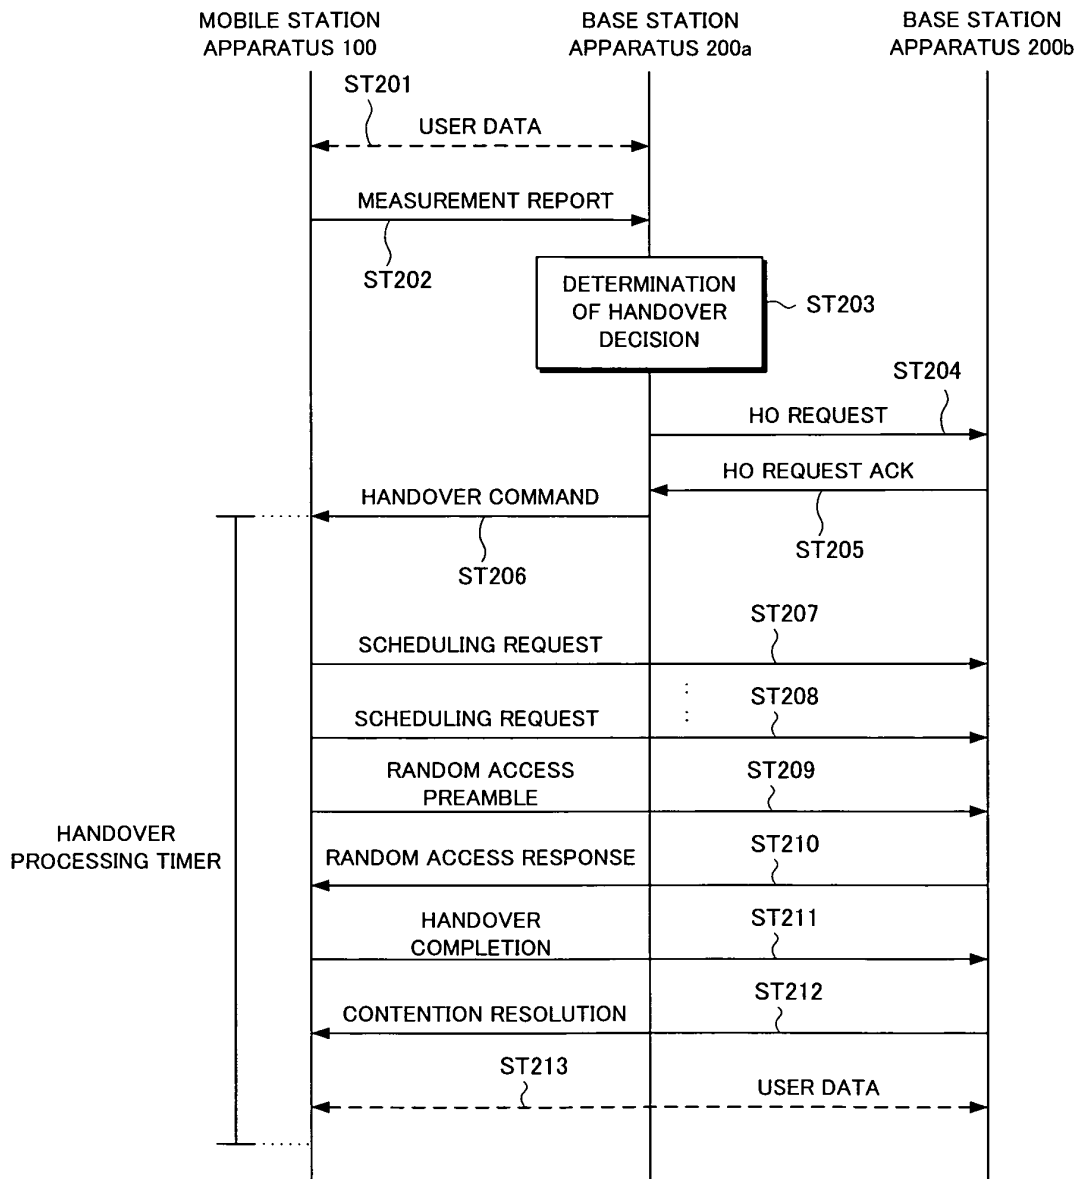 MOBILE STATION
APPARATUS 100
BASE STATION
APPARATUS 200a
BASE STATION
APPARATUS 200b
ST201
USER DATA
MEASUREMENT REPORT
ST202
DETERMINATION
OF HANDOVER
DECISION
ST203
ST204
HO REQUEST
HO REQUEST ACK
ST205
HANDOVER COMMAND
ST206
ST207
SCHEDULING REQUEST
ST208
SCHEDULING REQUEST
RANDOM ACCESS
PREAMBLE
ST209
HANDOVER
PROCESSING TIMER
RANDOM ACCESS RESPONSE
ST210
HANDOVER
COMPLETION
ST211
CONTENTION RESOLUTION
ST212
ST213
USER DATA